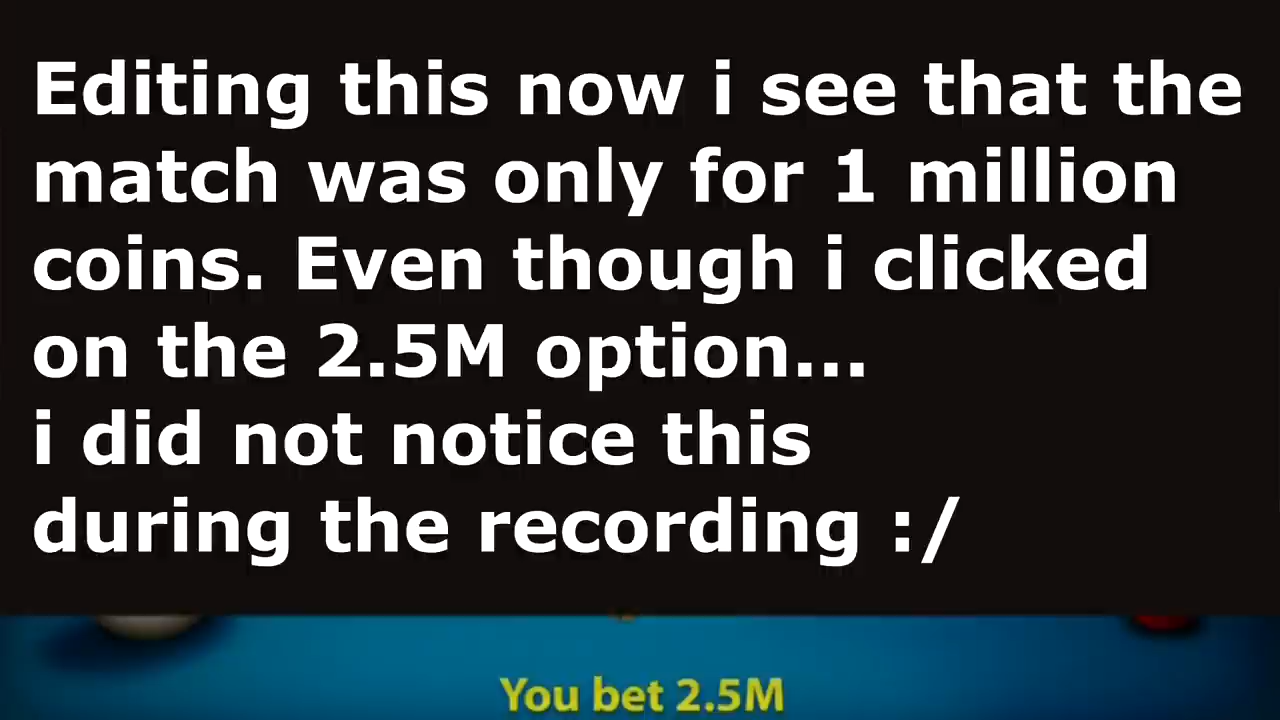 Editing this now i see that the
match was only for 1 million
coins. Even though i clicked
on the 2.5M option...
i did not notice this
during the recording :/
You bet 2.5M